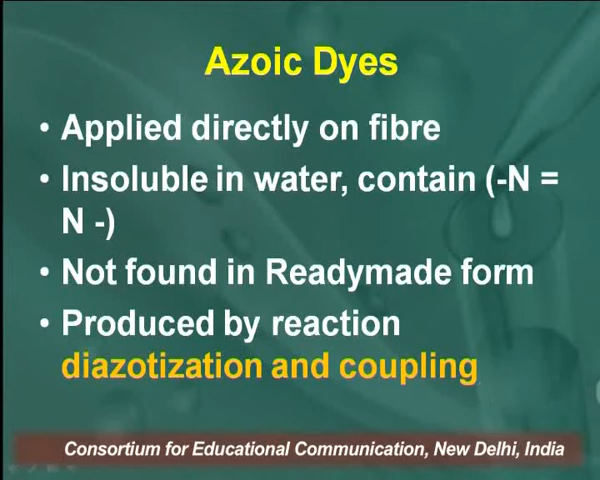 Azoic Dyes
• Applied directly on fibre
• Insoluble in water, contain (-N =
N -)
• Not found in Readymade form
• Produced by reaction
diazotization and coupling
Consortium for Educational Communication, New Delhi, India